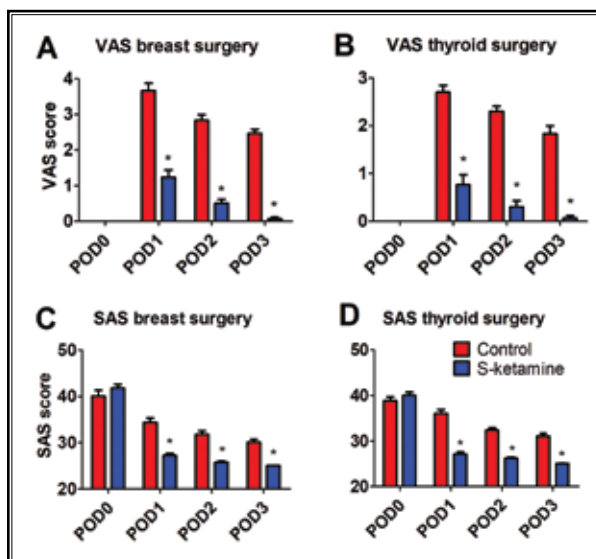 A
VAS breast surgery
VAS score
4
3
2
1
0
*
*
*
POD0
POD1
POD2
POD3
B
VAS thyroid surgery
3
2
1
0
*
*
*
POD0
POD1
POD2
POD3
C
SAS breast surgery
SAS score
50
40
30
20
*
*
*
POD0
POD1
POD2
POD3
D
SAS thyroid surgery
Control
S-ketamine
50
40
30
20
*
*
*
POD0
POD1
POD2
POD3